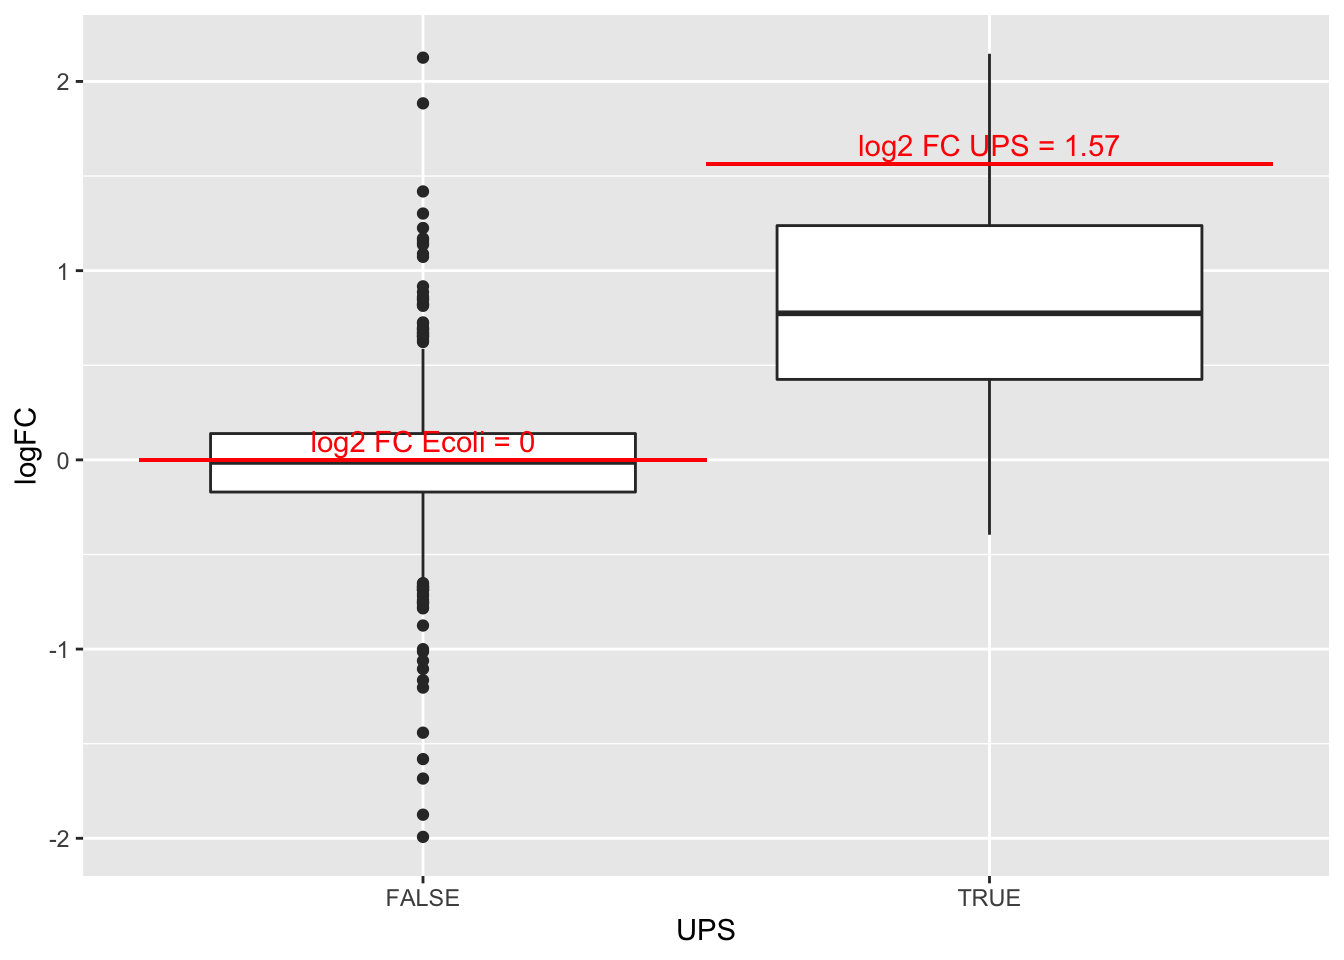 2
log2 FC UPS = 1.57
1
log2 FC Ecoli = 0
0
logFC
-1
-2
FALSE
TRUE
UPS